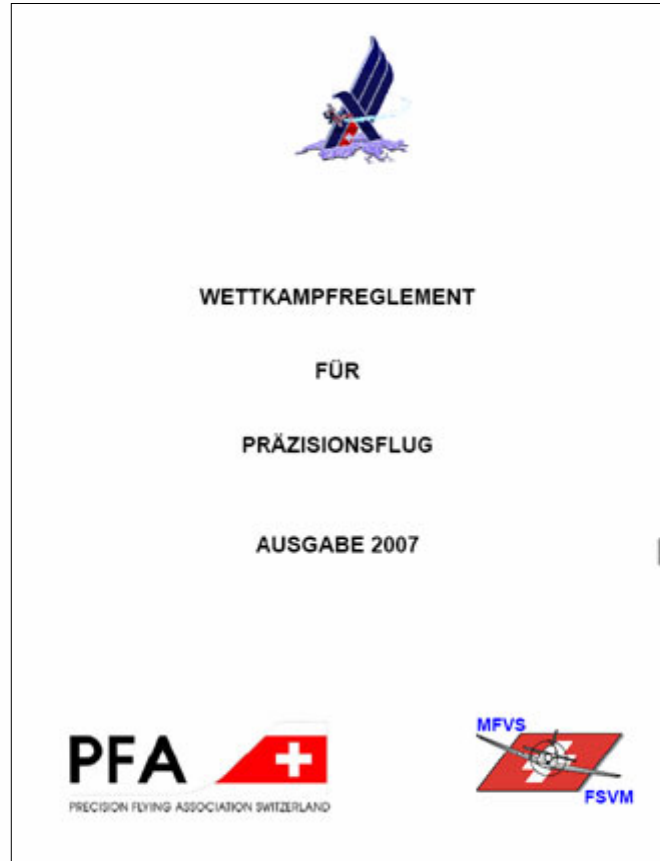 WETTKAMPFREGLEMENT
FÜR
PRÄZISIONSFLUG
AUSGABE 2007
PFA
PRECISION FLYING ASSOCIATION SWITZERLAND
MFVS
FSVM